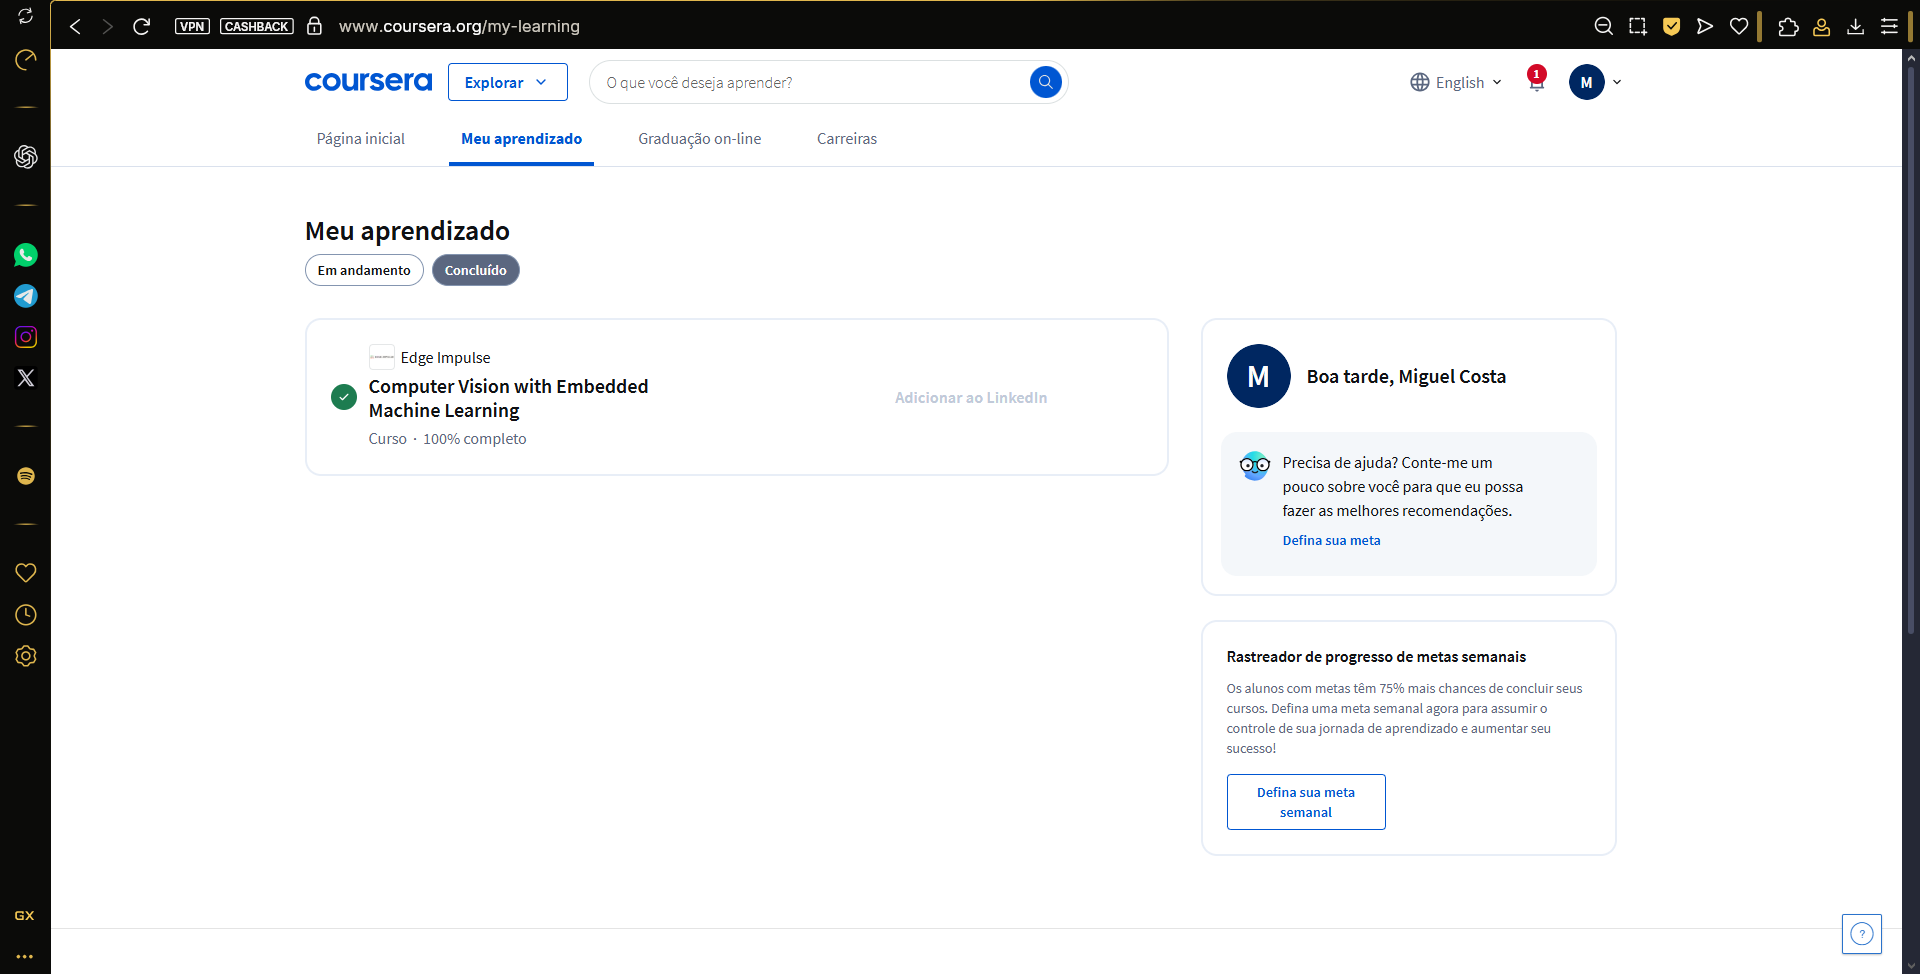 VPN CASHBACK www.coursera.org/my-learning
coursera Explorar O que você deseja aprender? English 1 M
Página inicial Meu aprendizado Graduação on-line Carreiras
Meu aprendizado
Em andamento Concluído
Edge Impulse
Computer Vision with Embedded
Machine Learning
Curso · 100% completo
Adicionar ao LinkedIn
M Boa tarde, Miguel Costa
Precisa de ajuda? Conte-me um
pouco sobre você para que eu possa
fazer as melhores recomendações.
Defina sua meta
Rastreador de progresso de metas semanais
Os alunos com metas têm 75% mais chances de concluir seus
cursos. Defina uma meta semanal agora para assumir o
controle de sua jornada de aprendizado e aumentar seu
sucesso!
Defina sua meta
semanal
GX
?